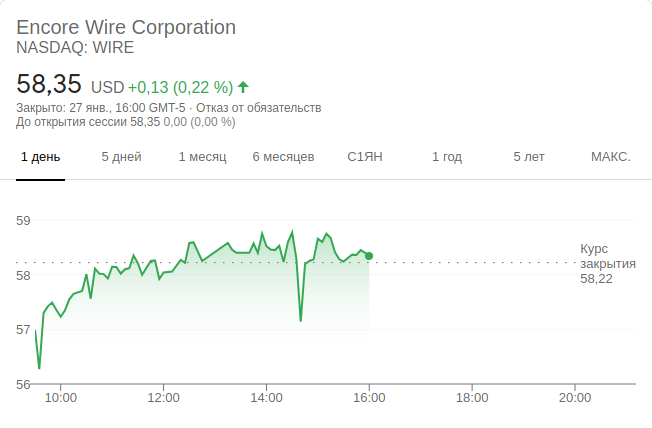 Encore Wire Corporation
NASDAQ: WIRE
58,35 USD +0,13 (0,22 %)
Закрыто: 27 янв., 16:00 GMT-5 · Отказ от обязательств
До открытия сессии 58,35 0,00 (0,00 %)
1 день 5 дней 1 месяц 6 месяцев С1ЯН 1 год 5 лет МАКС.
59
58
57
56
Курс
закрытия
58,22
10:00 12:00 14:00 16:00 18:00 20:00